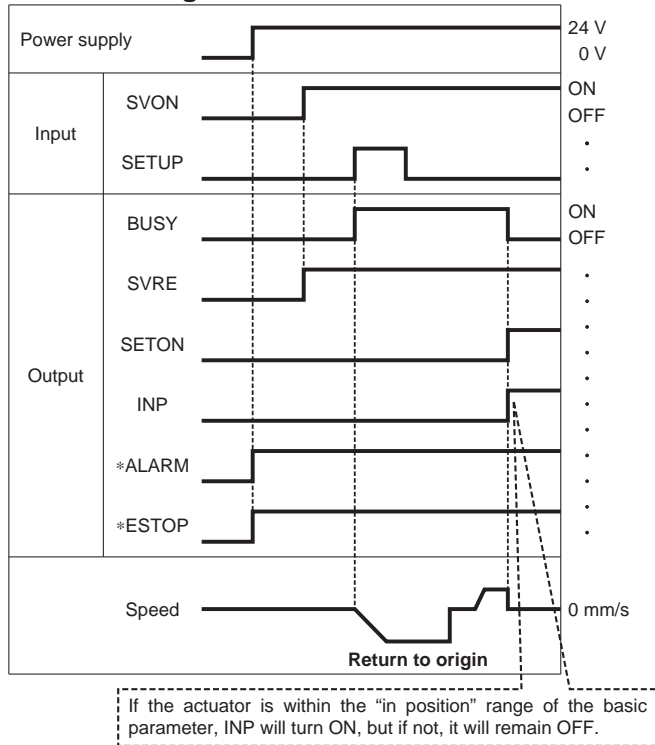 Power supply
24 V
0 V
Input
SVON
ON
OFF
SETUP
Output
BUSY
ON
OFF
SVRE
SETON
INP
*ALARM
*ESTOP
Speed
0 mm/s
Return to origin
If the actuator is within the “in position” range of the basic
parameter, INP will turn ON, but if not, it will remain OFF.